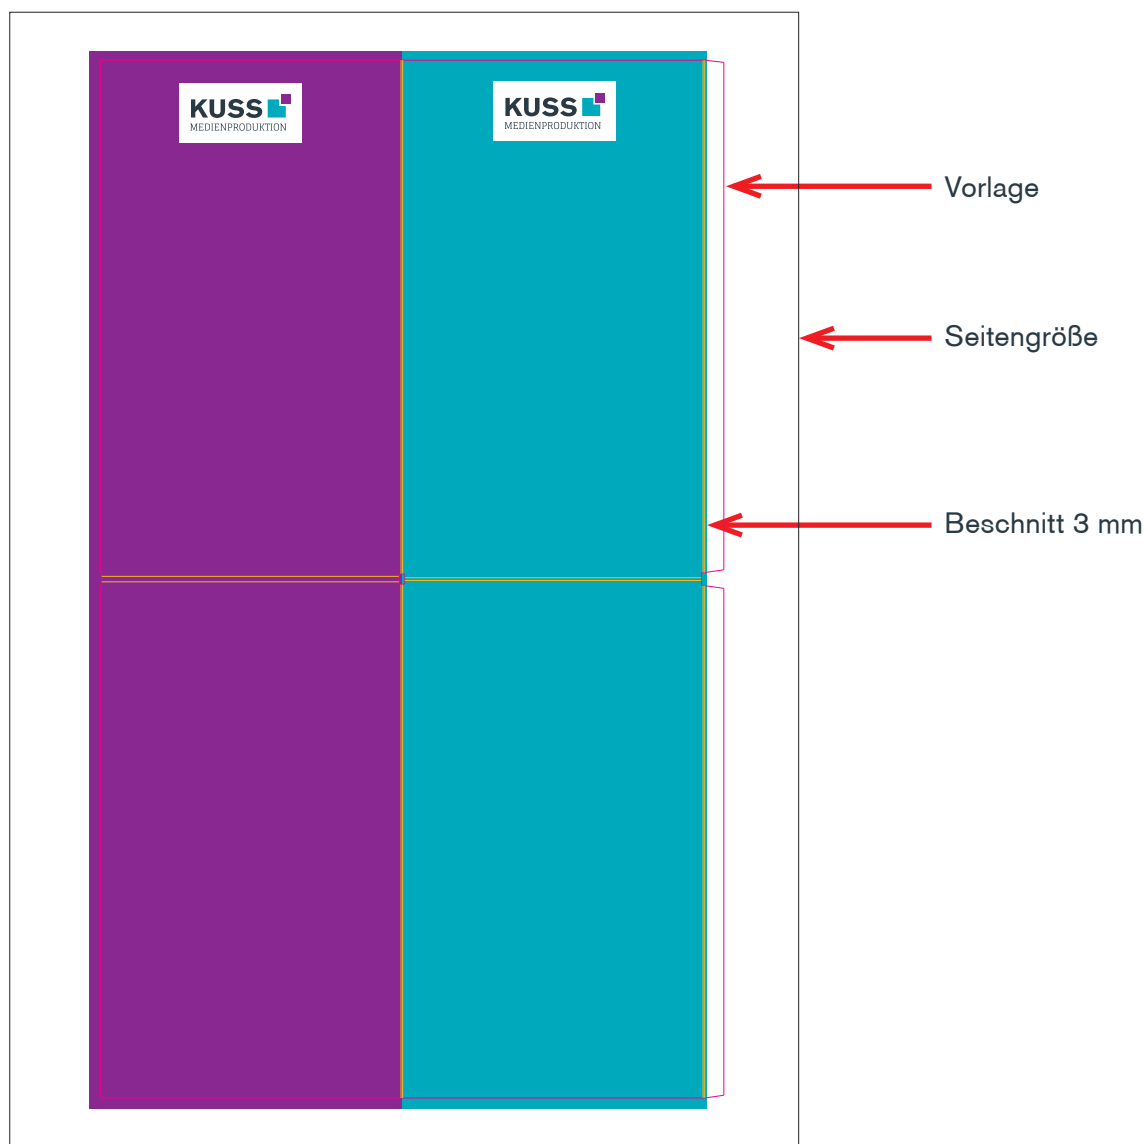 KUSS
MEDIENPRODUKTION
KUSS
MEDIENPRODUKTION
Vorlage
Seitengröße
Beschnitt 3 mm